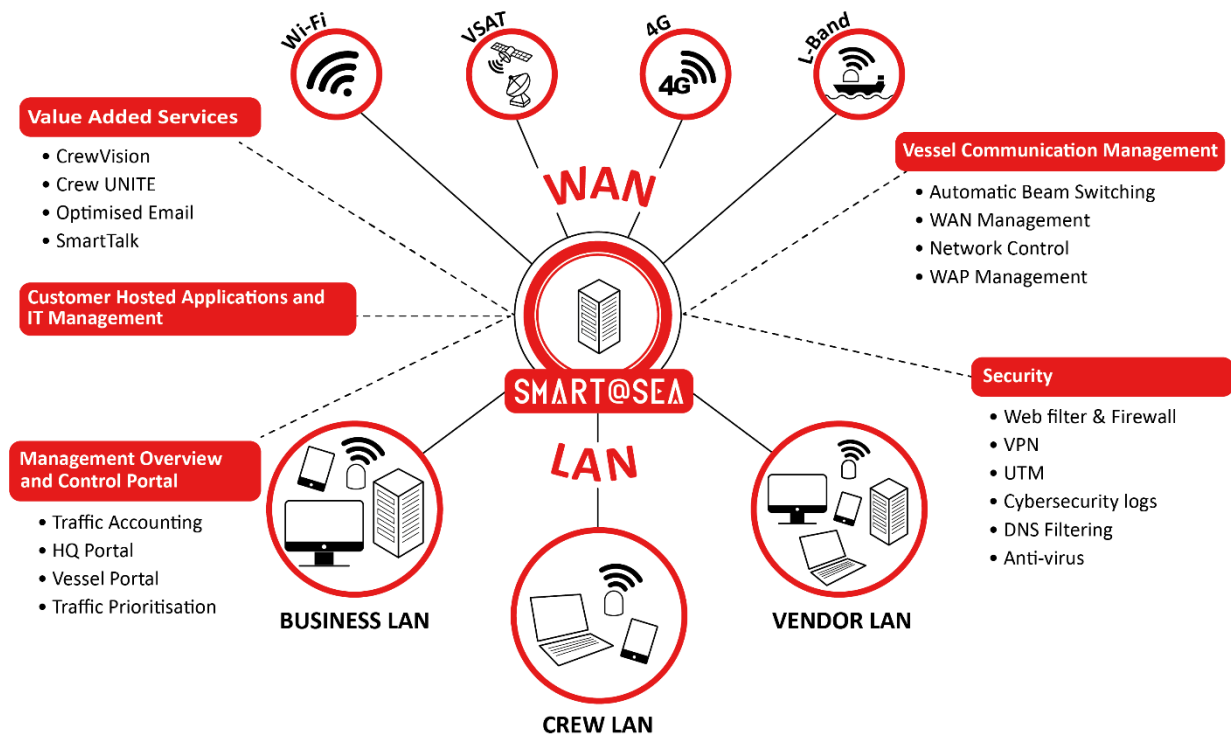 Wi-Fi
VSAT
4G
4G
L-Band
Value Added Services
• CrewVision
• Crew UNITE
• Optimised Email
• SmartTalk
WAN
Vessel Communication Management
• Automatic Beam Switching
• WAN Management
• Network Control
• WAP Management
Customer Hosted Applications and
IT Management
SMART@SEA
LAN
Security
• Web filter & Firewall
• VPN
• UTM
• Cybersecurity logs
• DNS Filtering
• Anti-virus
Management Overview
and Control Portal
• Traffic Accounting
• HQ Portal
• Vessel Portal
• Traffic Prioritisation
BUSINESS LAN
VENDOR LAN
CREW LAN